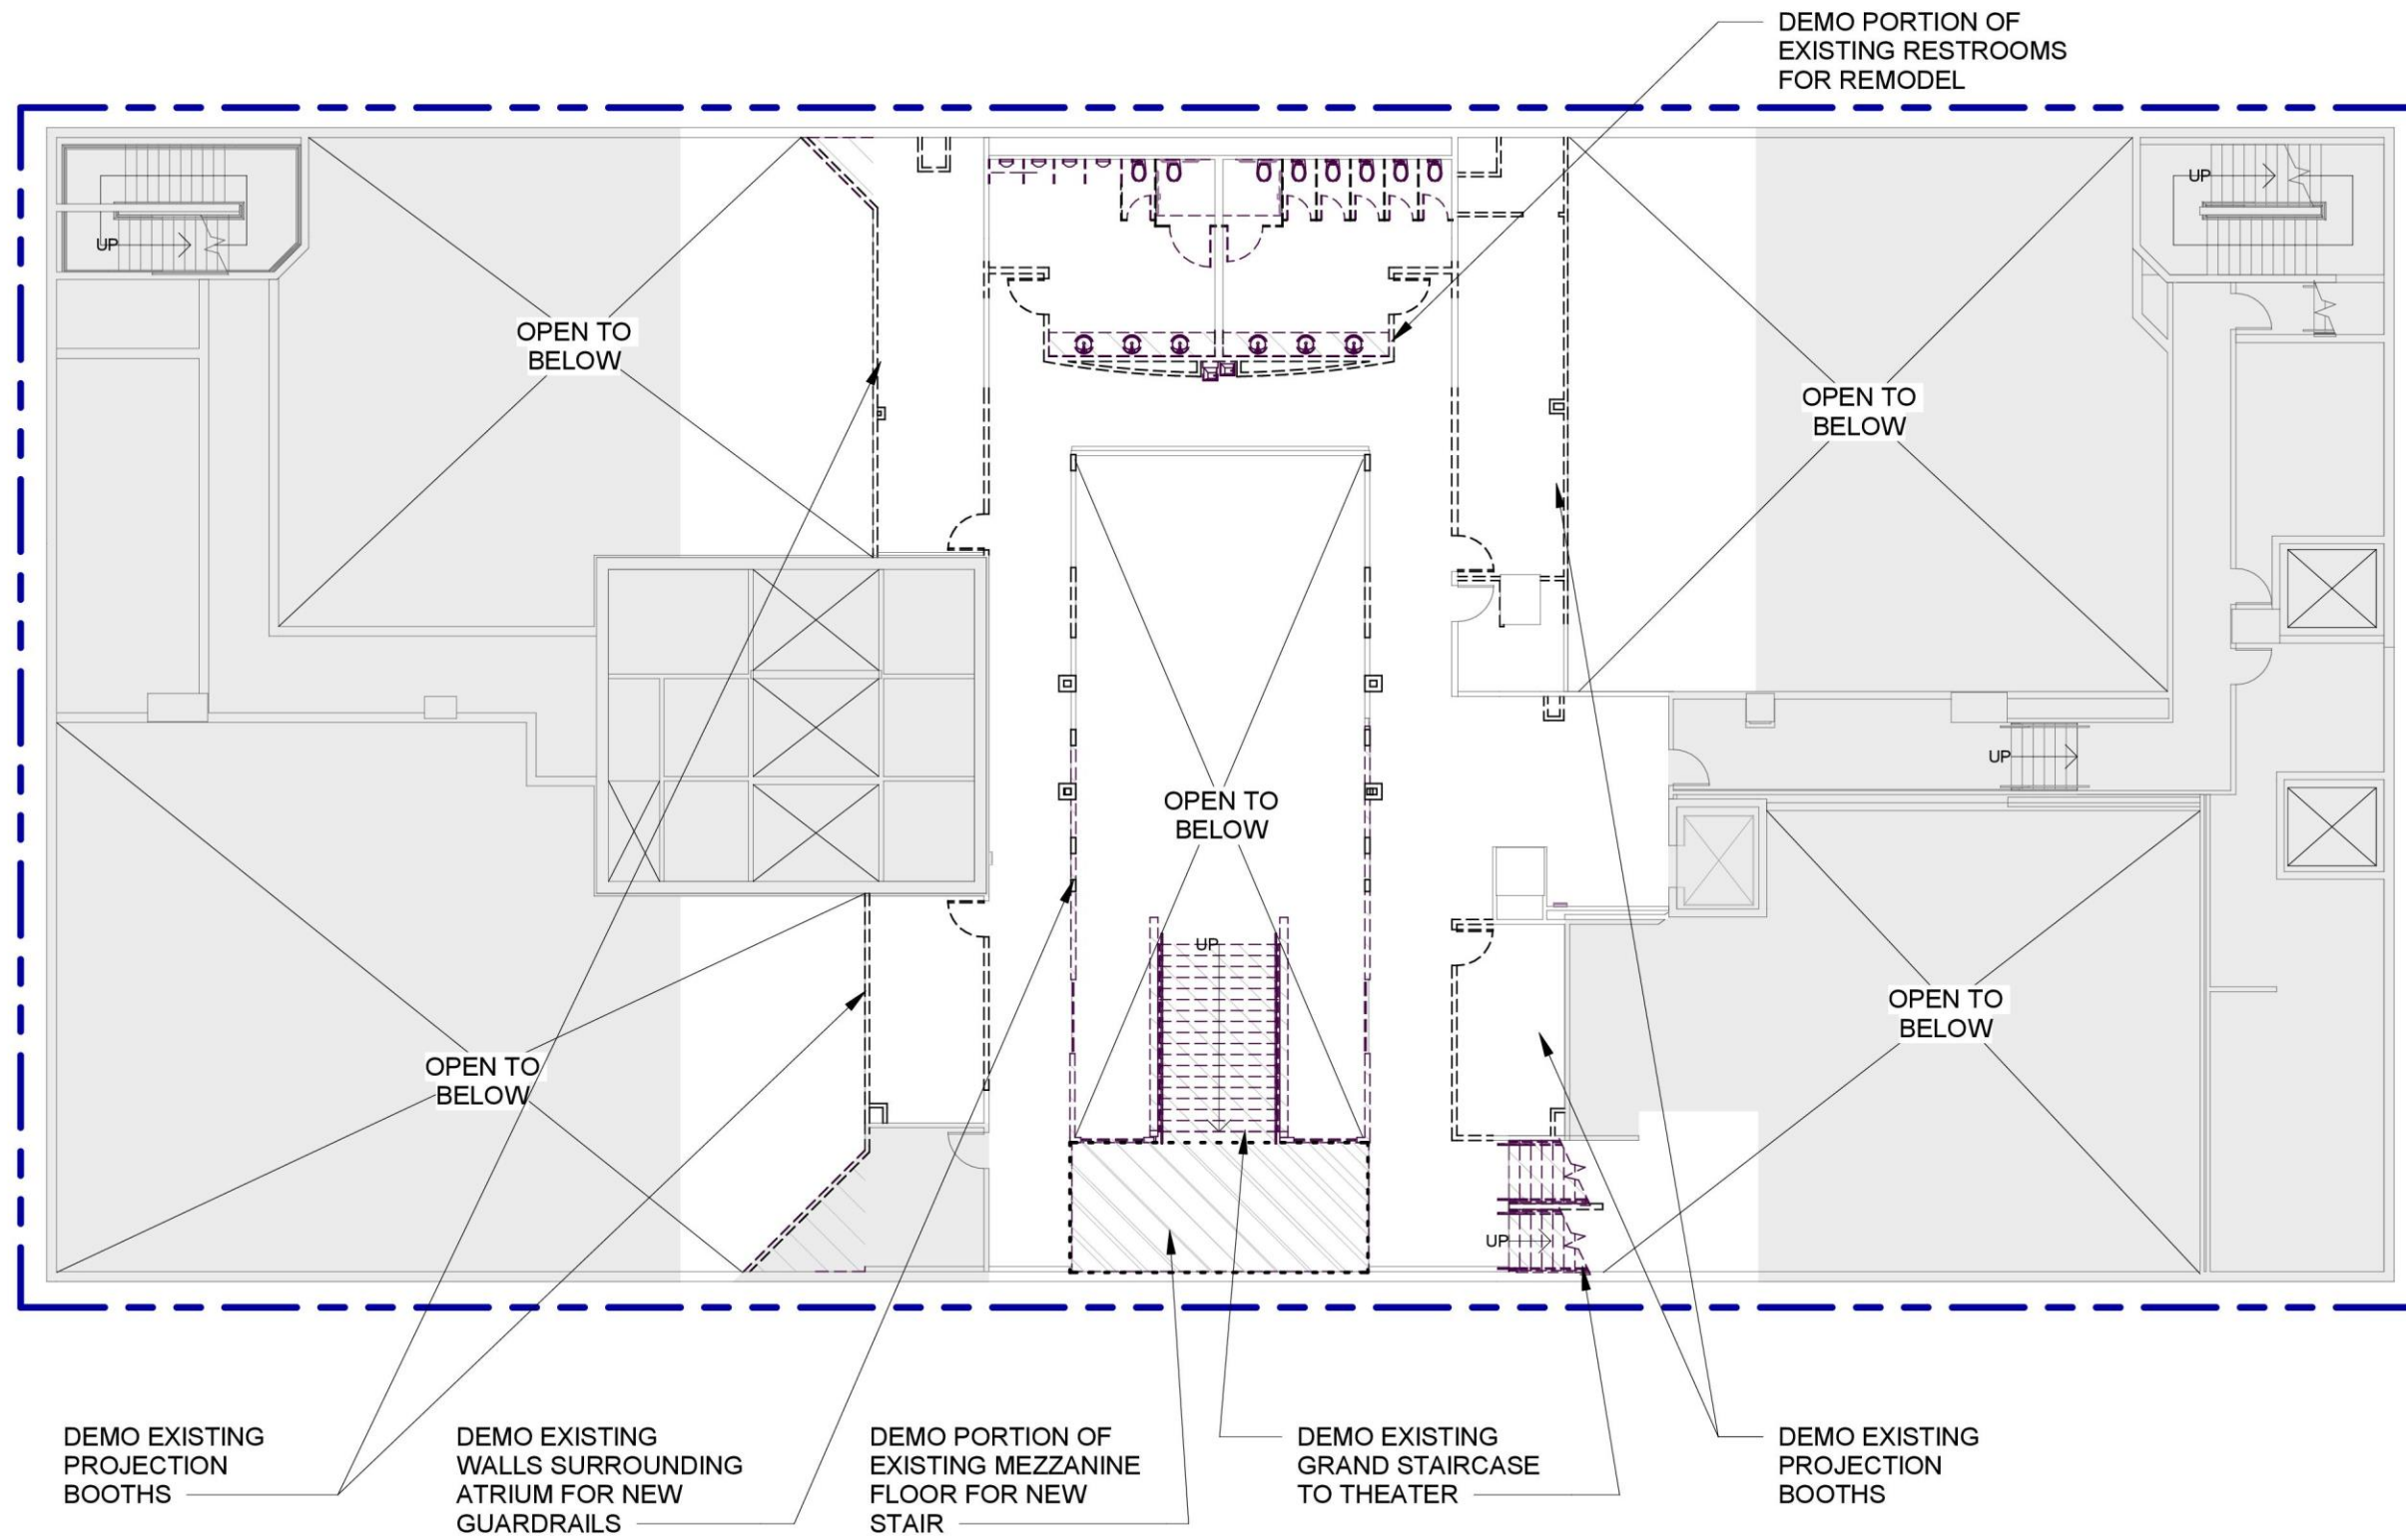 DEMO PORTION OF
EXISTING RESTROOMS
FOR REMODEL
UP
UP
UP
OPEN TO
BELOW
OPEN TO
BELOW
UP
OPEN TO
BELOW
UP
OPEN TO
BELOW
OPEN TO
BELOW
UP
DEMO EXISTING
PROJECTION
BOOTHS
DEMO EXISTING
WALLS SURROUNDING
ATRIUM FOR NEW
GUARDRAILS
DEMO PORTION OF
EXISTING MEZZANINE
FLOOR FOR NEW
STAIR
DEMO EXISTING
GRAND STAIRCASE
TO THEATER
DEMO EXISTING
PROJECTION
BOOTHS